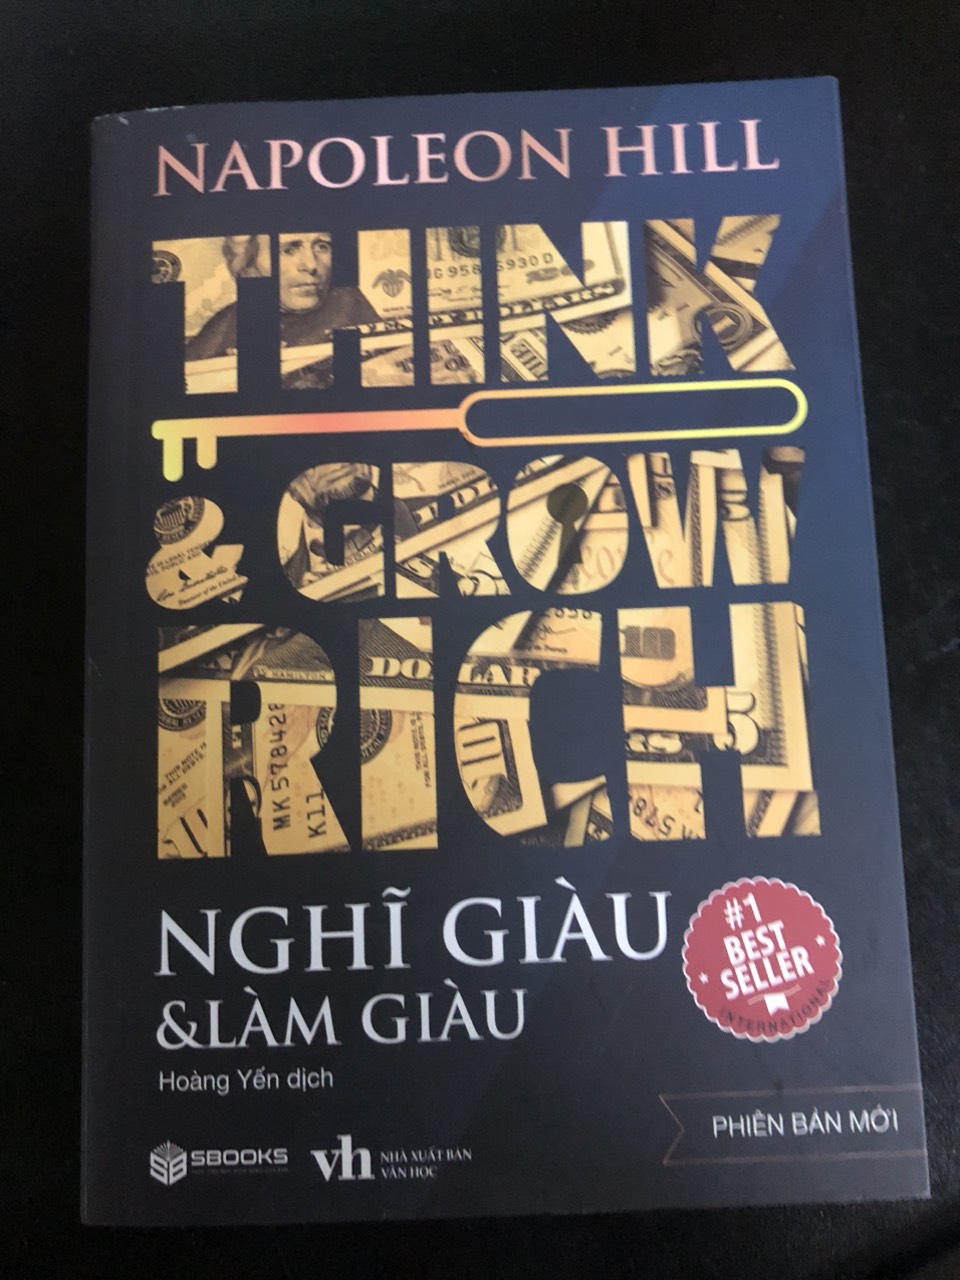 NAPOLEON HILL
THINK
& GROW
RICH
NGHĨ GIÀU
& LÀM GIÀU
Hoàng Yến dịch
#1
BEST
SELLER
INTERNATIONAL
PHIÊN BẢN MỚI
SBOOKS
vh NHÀ XUẤT BẢN
VĂN HỌC